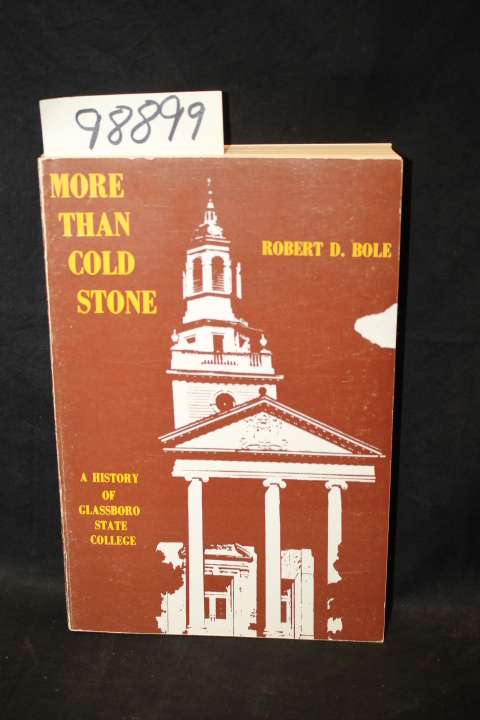 98899
MORE
THAN
COLD
STONE
ROBERT D. BOLE
A HISTORY
OF
GLASSBORO
STATE
COLLEGE